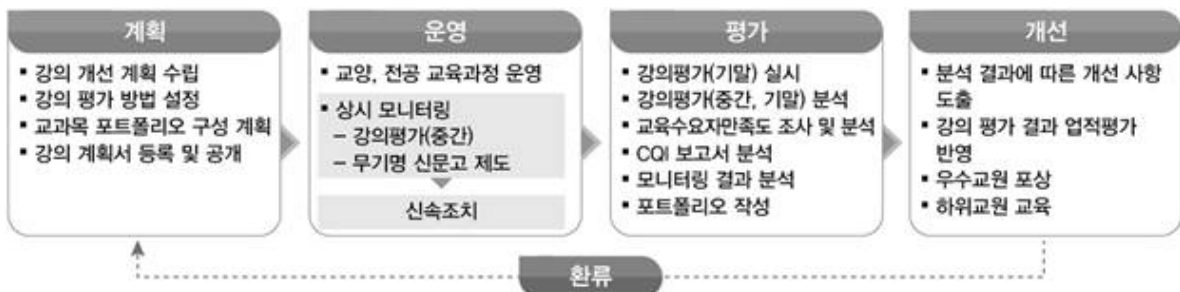 계획
▪ 강의 개선 계획 수립
▪ 강의 평가 방법 설정
▪ 교과목 포트폴리오 구성 계획
▪ 강의 계획서 등록 및 공개
운영
▪ 교양, 전공 교육과정 운영
▪ 상시 모니터링
– 강의평가(중간)
– 무기명 신문고 제도
신속조치
평가
▪ 강의평가(기말) 실시
▪ 강의평가(중간, 기말) 분석
▪ 교육수요자만족도 조사 및 분석
▪ CQI 보고서 분석
▪ 모니터링 결과 분석
▪ 포트폴리오 작성
개선
▪ 분석 결과에 따른 개선 사항
도출
▪ 강의 평가 결과 업적평가
반영
▪ 우수교원 포상
▪ 하위교원 교육
환류